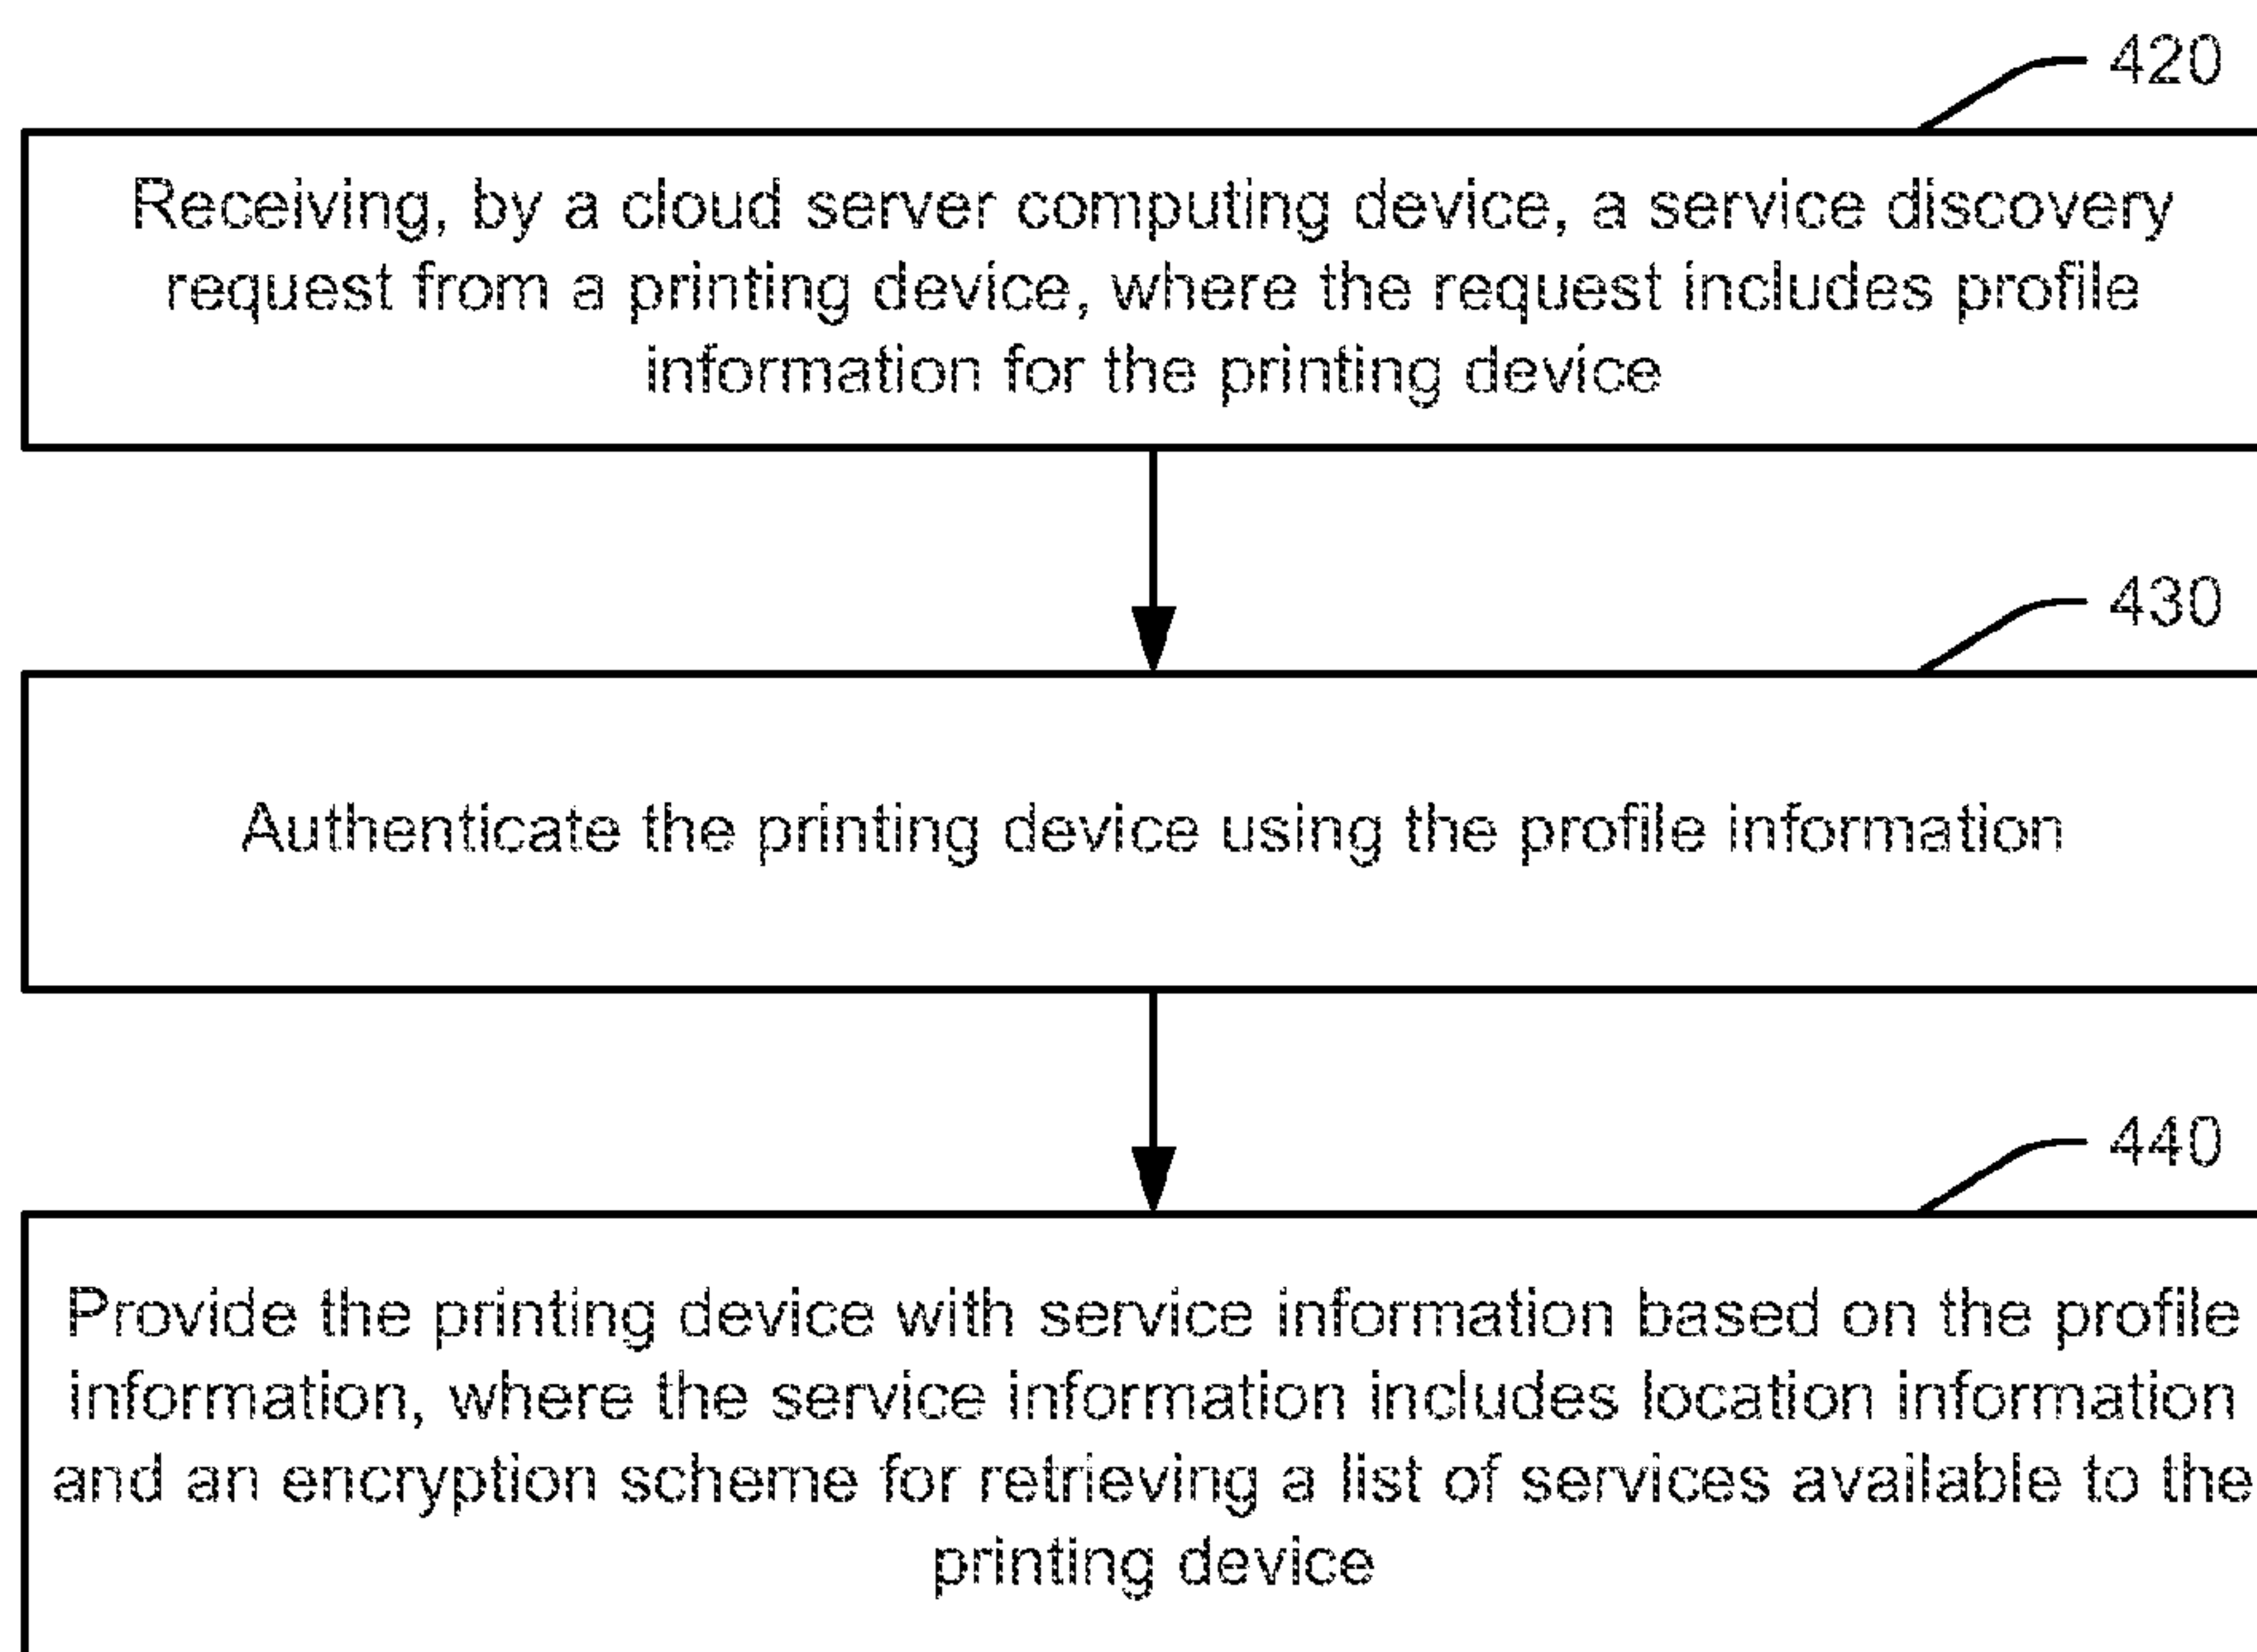 420
Receiving, by a cloud server computing device, a service discovery
request from a printing device, where the request includes profile
information for the printing device
430
Authenticate the printing device using the profile information
440
Provide the printing device with service information based on the profile
information, where the service information includes location information
and an encryption scheme for retrieving a list of services available to the
printing device